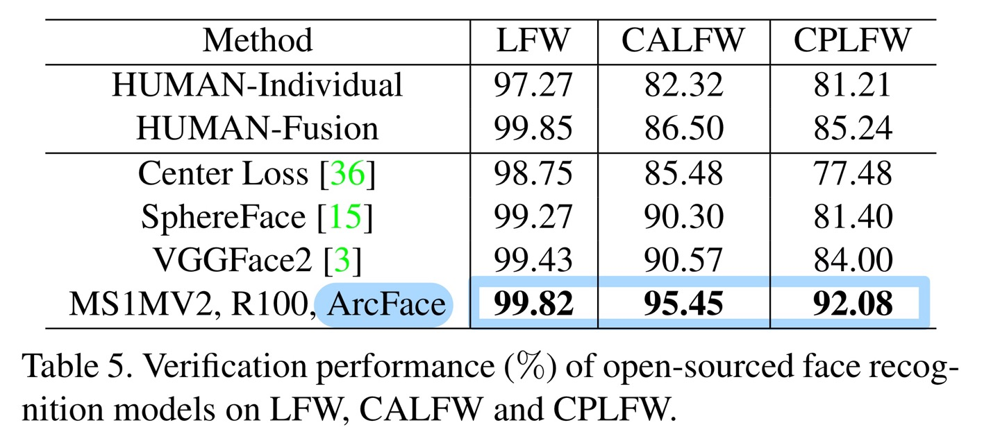 Method LFW CALFW CPLFW
HUMAN-Individual 97.27 82.32 81.21
HUMAN-Fusion 99.85 86.50 85.24
Center Loss [36] 98.75 85.48 77.48
SphereFace [15] 99.27 90.30 81.40
VGGFace2 [3] 99.43 90.57 84.00
MS1MV2, R100, ArcFace 99.82 95.45 92.08
Table 5. Verification performance (%) of open-sourced face recog-
nition models on LFW, CALFW and CPLFW.